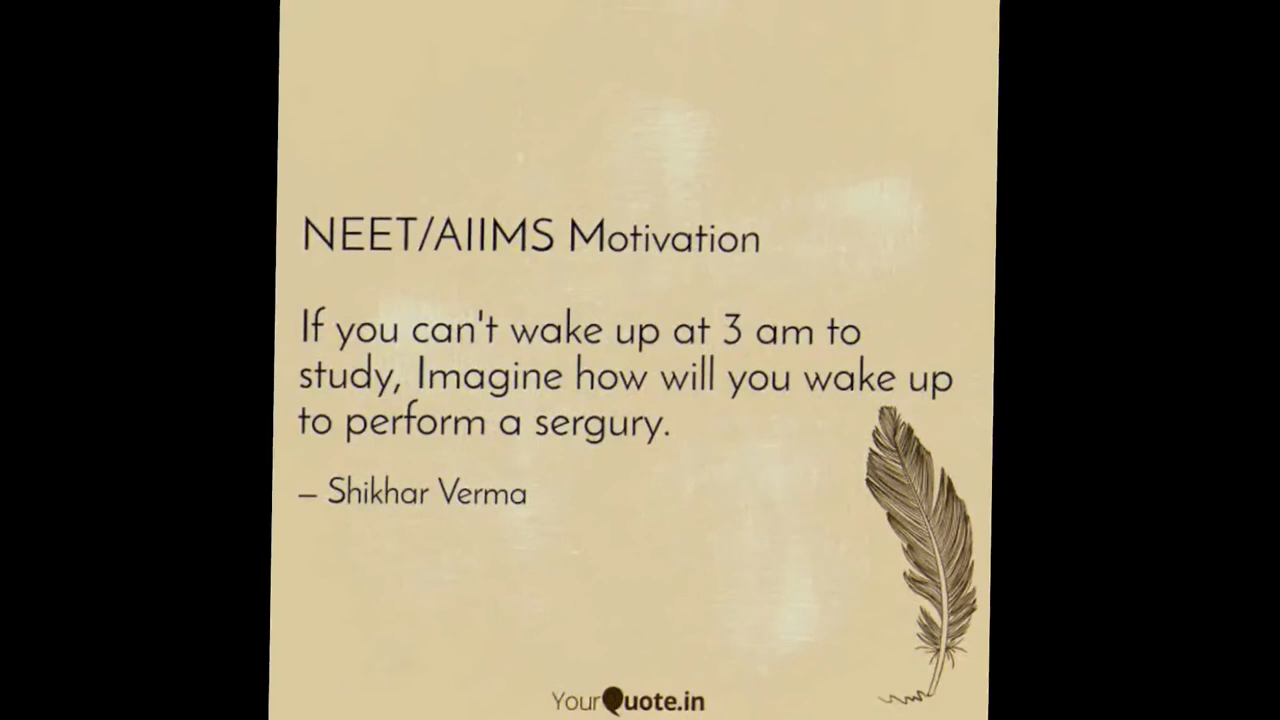 NEET/AIIMS Motivation
If you can't wake up at 3 am to
study, Imagine how will you wake up
to perform a sergury.
– Shikhar Verma
YourQuote.in